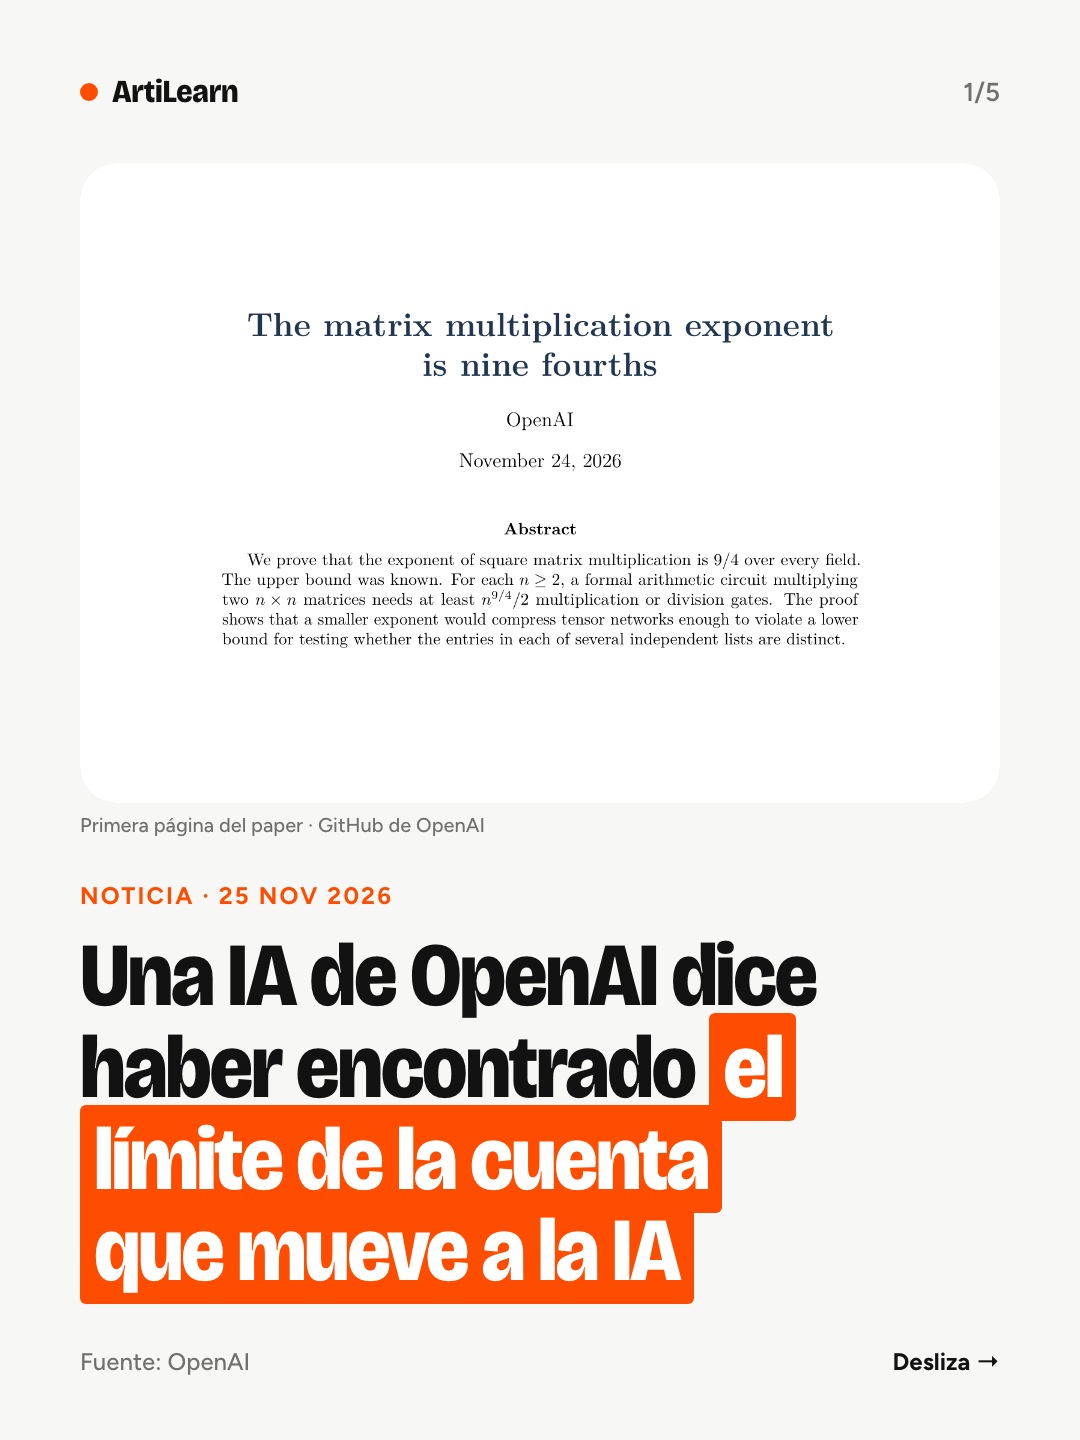 ArtiLearn
1/5
The matrix multiplication exponent
is nine fourths
OpenAI
November 24, 2026
Abstract
We prove that the exponent of square matrix multiplication is 9/4 over every field.
The upper bound was known. For each n ≥ 2, a formal arithmetic circuit multiplying
two n × n matrices needs at least n^{9/4}/2 multiplication or division gates. The proof
shows that a smaller exponent would compress tensor networks enough to violate a lower
bound for testing whether the entries in each of several independent lists are distinct.
Primera página del paper · GitHub de OpenAI
NOTICIA · 25 NOV 2026
Una IA de OpenAI dice
haber encontrado el
límite de la cuenta
que mueve a la IA
Fuente: OpenAI
Desliza →